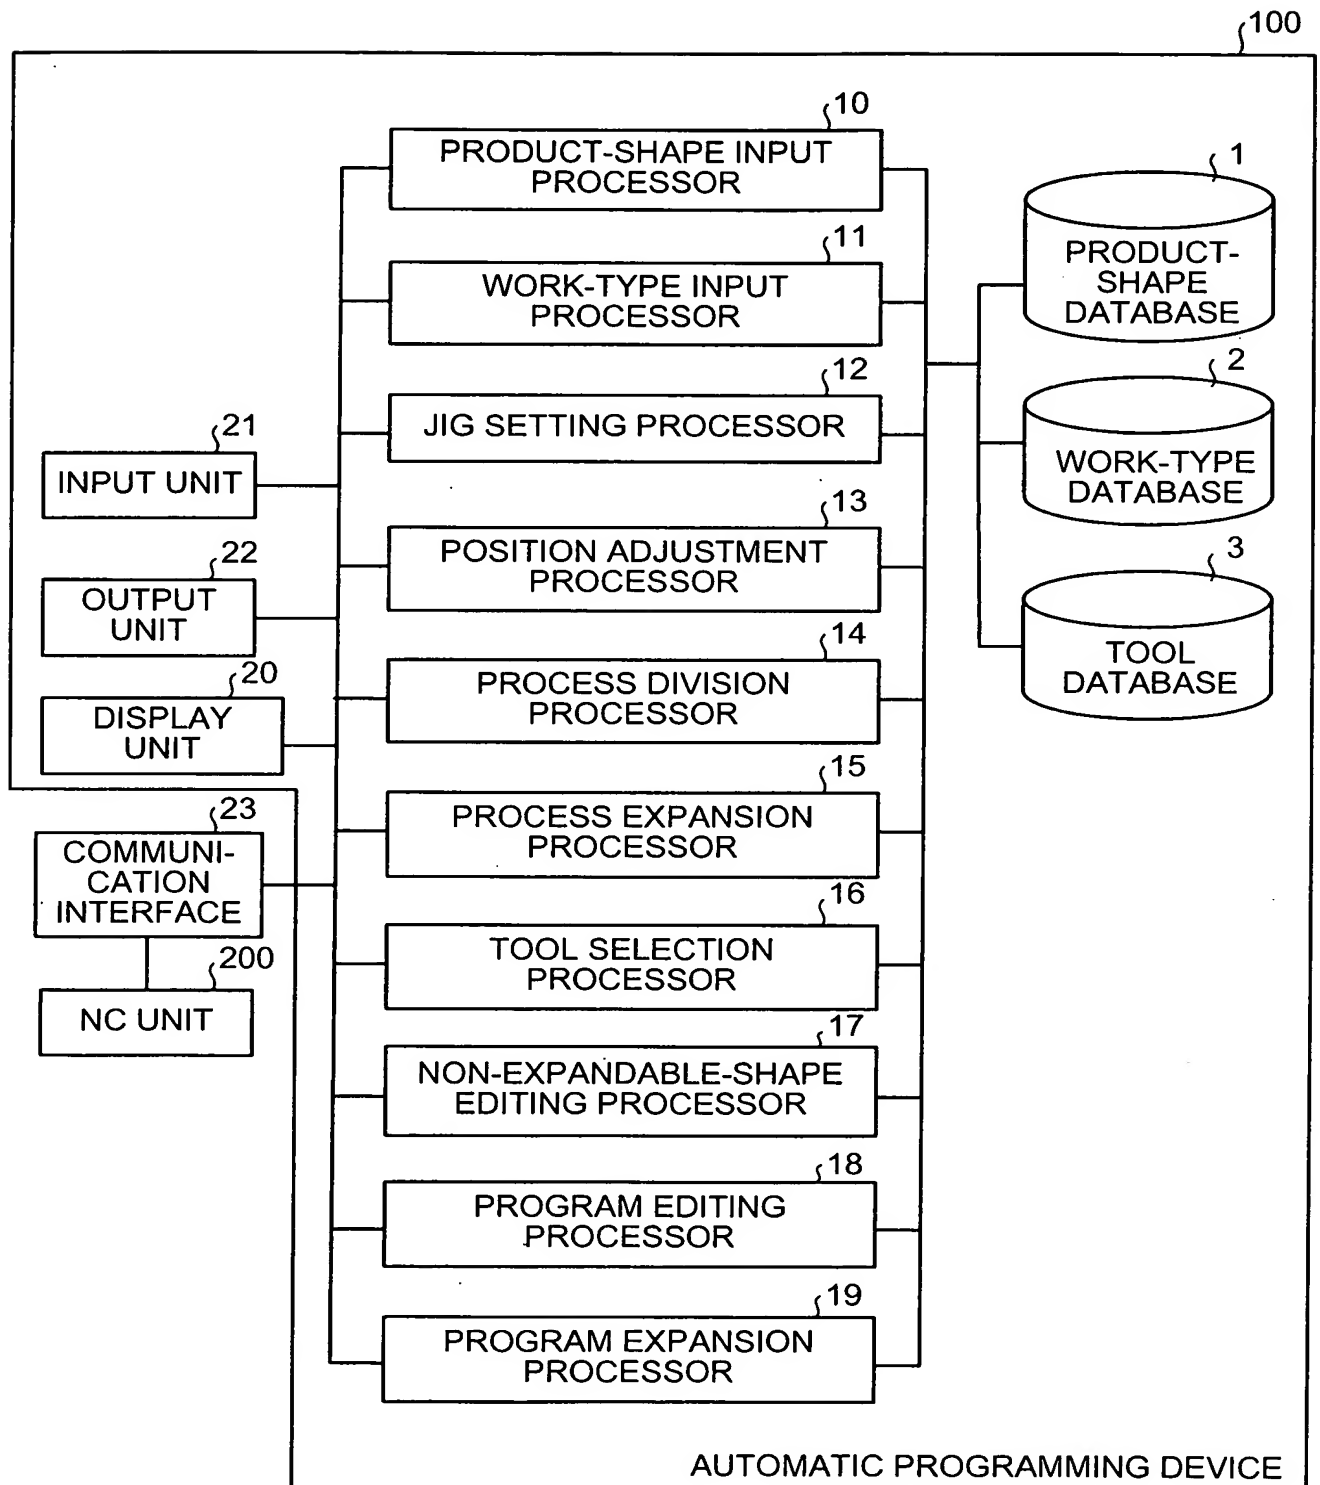 100
10
PRODUCT-SHAPE INPUT
PROCESSOR
11
WORK-TYPE INPUT
PROCESSOR
12
JIG SETTING PROCESSOR
13
POSITION ADJUSTMENT
PROCESSOR
14
PROCESS DIVISION
PROCESSOR
15
PROCESS EXPANSION
PROCESSOR
16
TOOL SELECTION
PROCESSOR
17
NON-EXPANDABLE-SHAPE
EDITING PROCESSOR
18
PROGRAM EDITING
PROCESSOR
19
PROGRAM EXPANSION
PROCESSOR
21
INPUT UNIT
22
OUTPUT
UNIT
20
DISPLAY
UNIT
23
COMMUNI-
CATION
INTERFACE
200
NC UNIT
1
PRODUCT-
SHAPE
DATABASE
2
WORK-TYPE
DATABASE
3
TOOL
DATABASE
AUTOMATIC PROGRAMMING DEVICE